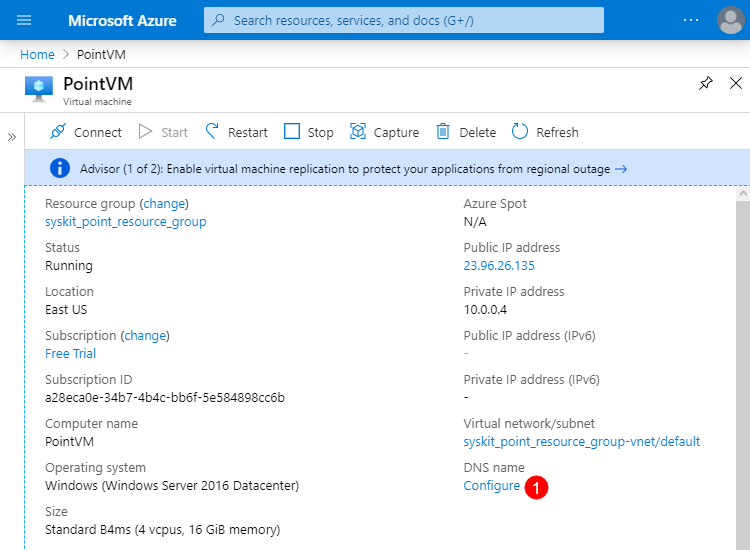 Microsoft Azure
Search resources, services, and docs (G+/)
Home > PointVM
PointVM
Virtual machine
Connect Start Restart Stop Capture Delete Refresh
Advisor (1 of 2): Enable virtual machine replication to protect your applications from regional outage →
Resource group (change)
syskit_point_resource_group
Status
Running
Location
East US
Subscription (change)
Free Trial
Subscription ID
a28eca0e-34b7-4b4c-bb6f-5e584898cc6b
Computer name
PointVM
Operating system
Windows (Windows Server 2016 Datacenter)
Size
Standard B4ms (4 vcpus, 16 GiB memory)
Azure Spot
N/A
Public IP address
23.96.26.135
Private IP address
10.0.0.4
Public IP address (IPv6)
-
Private IP address (IPv6)
-
Virtual network/subnet
syskit_point_resource_group-vnet/default
DNS name
Configure 1